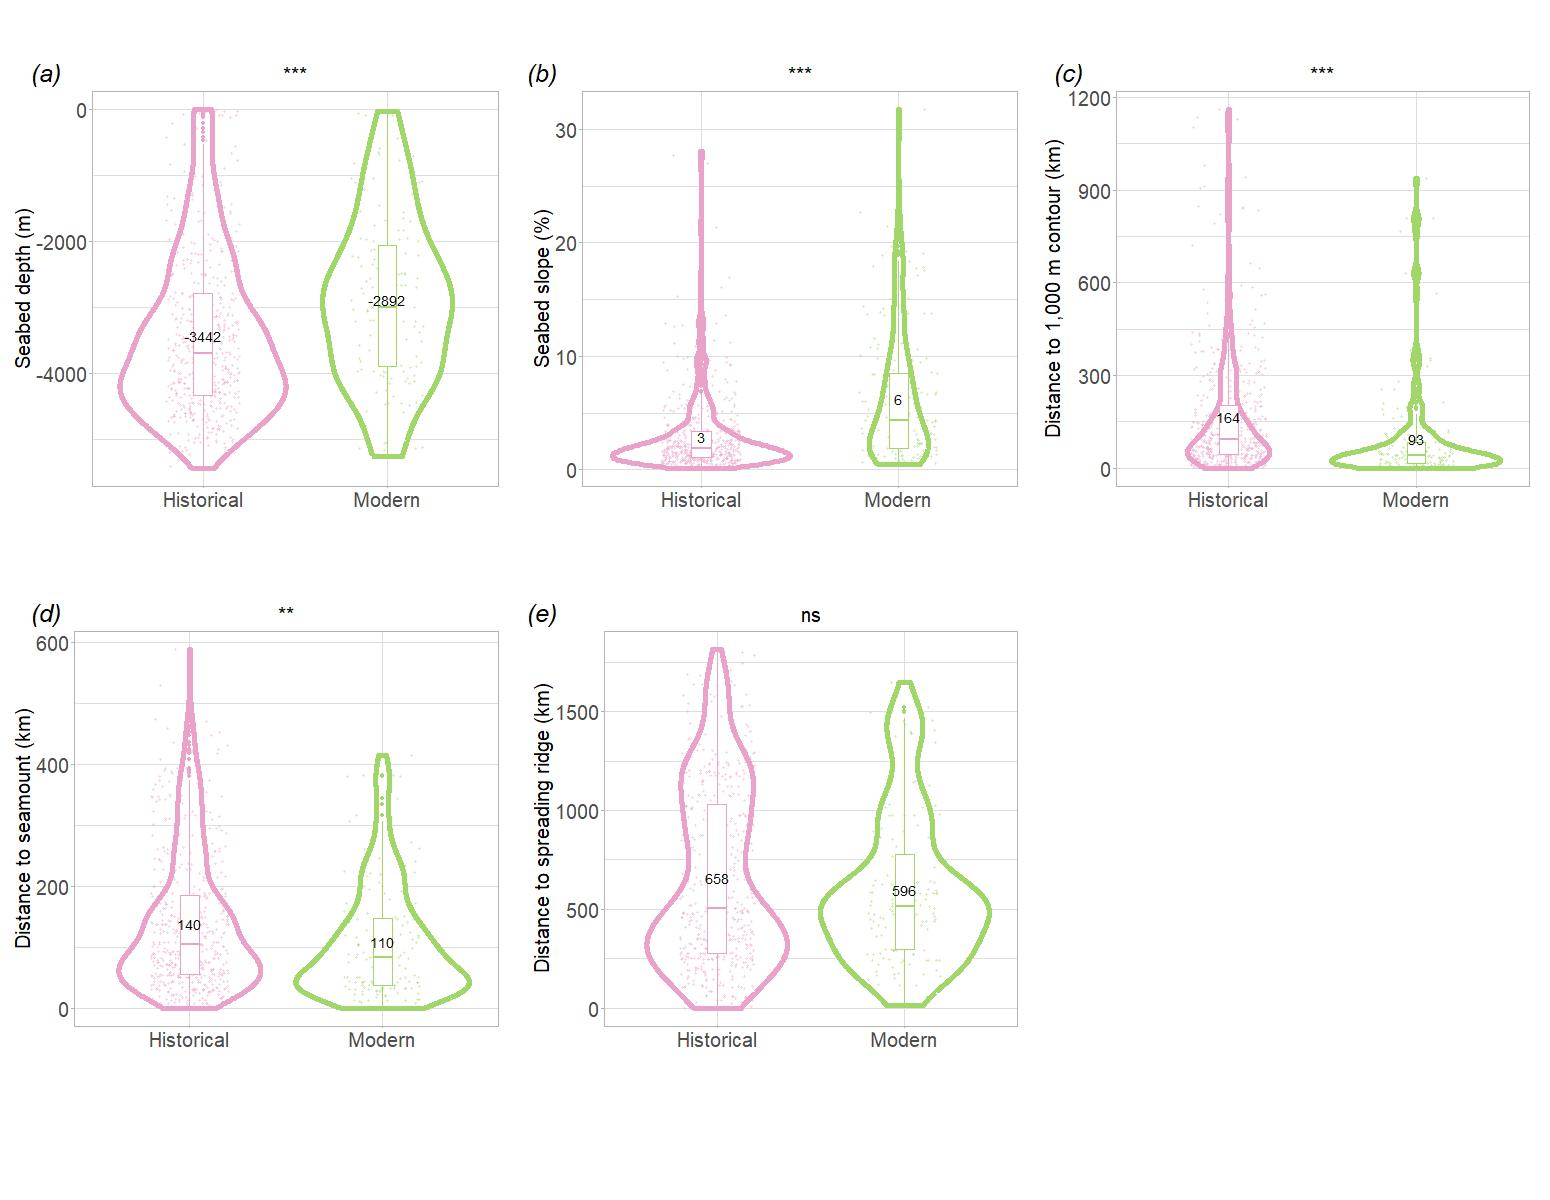 (a)
***
Seabed depth (m)
0
-2000
-4000
-3442
-2892
Historical
Modern
(b)
***
Seabed slope (%)
30
20
10
0
3
6
Historical
Modern
(c)
***
Distance to 1,000 m contour (km)
1200
900
600
300
0
164
93
Historical
Modern
(d)
**
Distance to seamount (km)
600
400
200
0
140
110
Historical
Modern
(e)
ns
Distance to spreading ridge (km)
1500
1000
500
0
658
596
Historical
Modern